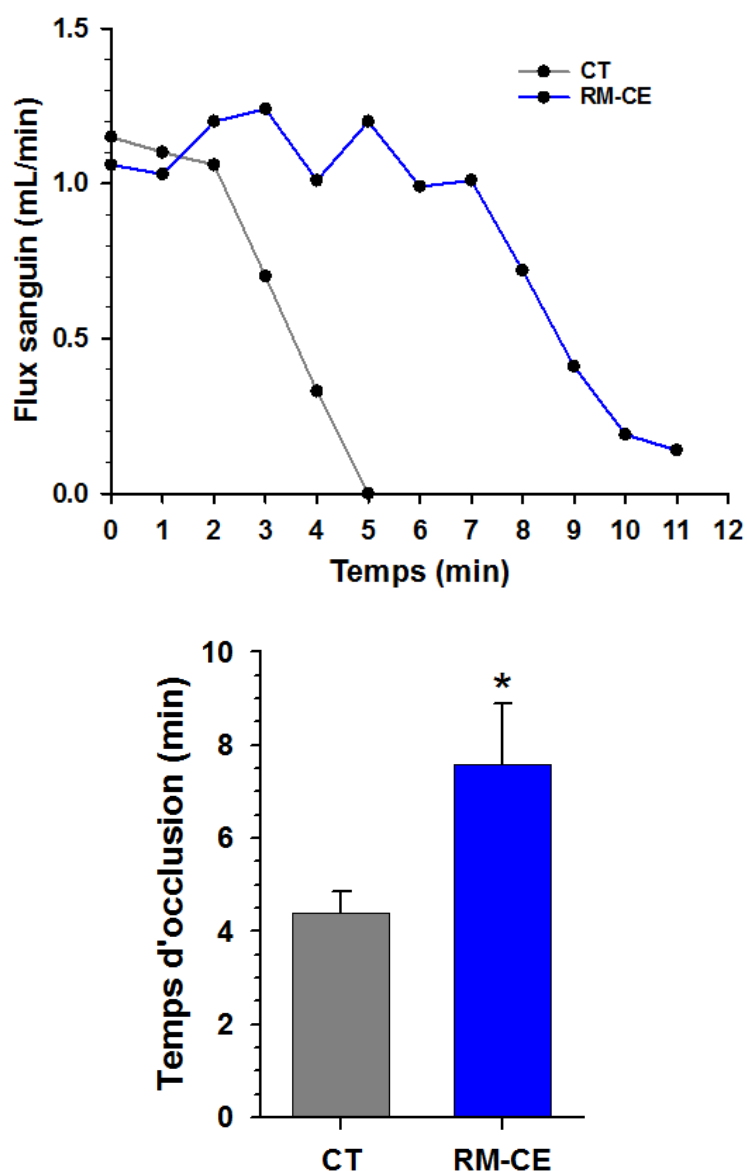 1.5
1.0
0.5
0.0
Flux sanguin (mL/min)
CT
RM-CE
0 1 2 3 4 5 6 7 8 9 10 11 12
Temps (min)
10
8
6
4
2
0
Temps d'occlusion (min)
*
CT RM-CE